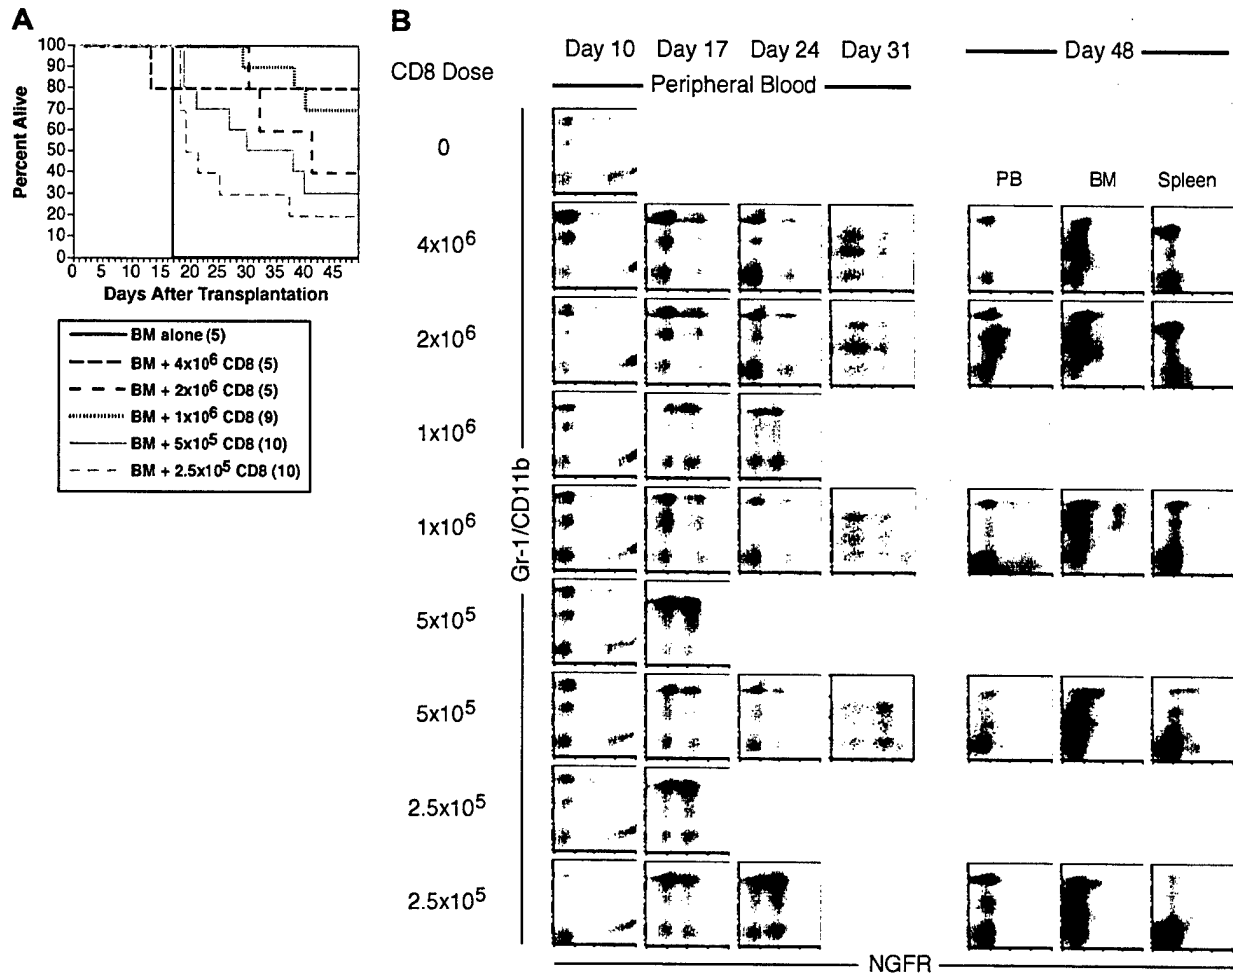 A
Percent Alive
100
90
80
70
60
50
40
30
20
10
0
0 5 10 15 20 25 30 35 40 45
Days After Transplantation
BM alone (5)
BM + 4x10⁶ CD8 (5)
BM + 2x10⁶ CD8 (5)
BM + 1x10⁶ CD8 (9)
BM + 5x10⁵ CD8 (10)
BM + 2.5x10⁵ CD8 (10)
B
CD8 Dose
Day 10 Day 17 Day 24 Day 31 Day 48
Peripheral Blood
PB BM Spleen
0
4x10⁶
2x10⁶
1x10⁶
1x10⁶
5x10⁵
5x10⁵
2.5x10⁵
2.5x10⁵
Gr-1/CD11b
NGFR